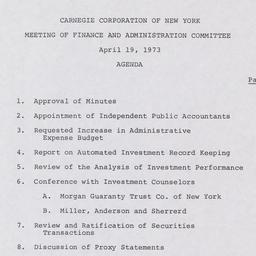 CARNEGIE CORPORATION OF NEW YORK
MEETING OF FINANCE AND ADMINISTRATION COMMITTEE
April 19, 1973
AGENDA
Pa
1. Approval of Minutes
2. Appointment of Independent Public Accountants
3. Requested Increase in Administrative
Expense Budget
4. Report on Automated Investment Record Keeping
5. Review of the Analysis of Investment Performance
6. Conference with Investment Counselors
A. Morgan Guaranty Trust Co. of New York
B. Miller, Anderson and Sherrerd
7. Review and Ratification of Securities
Transactions
8. Discussion of Proxy Statements